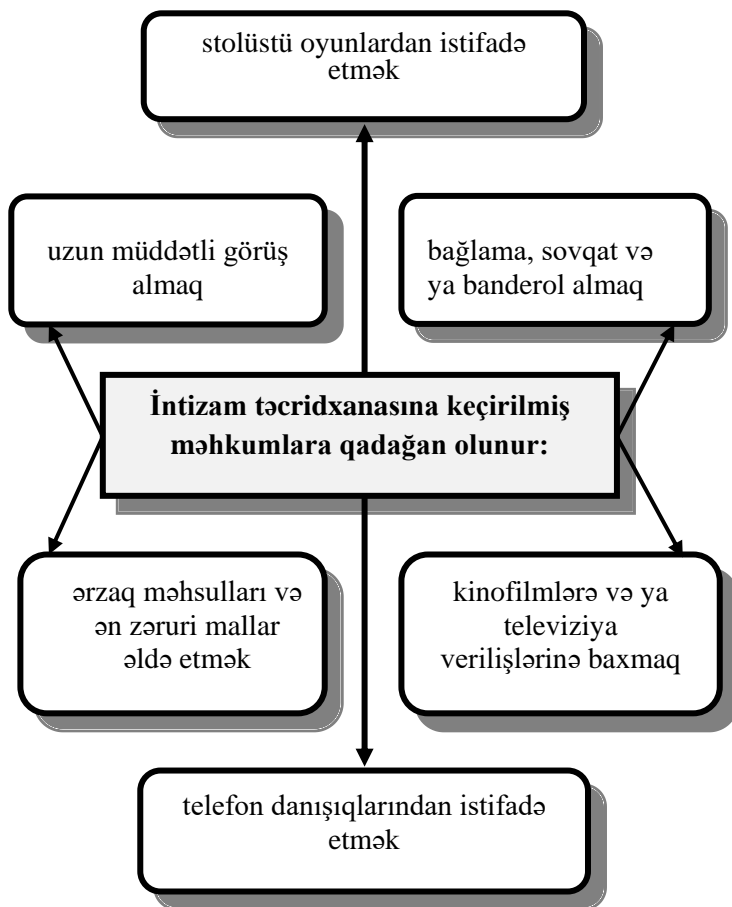 stolüstü oyunlardan istifadə
etmək
uzun müddətli görüş
almaq
bağlama, sovqat və
ya banderol almaq
İntizam təcridxanasına keçirilmiş
məhkumlara qadağan olunur:
ərzaq məhsulları və
ən zəruri mallar
əldə etmək
kinofilmlərə və ya
televiziya
verilişlərinə baxmaq
telefon danışıqlarından istifadə
etmək